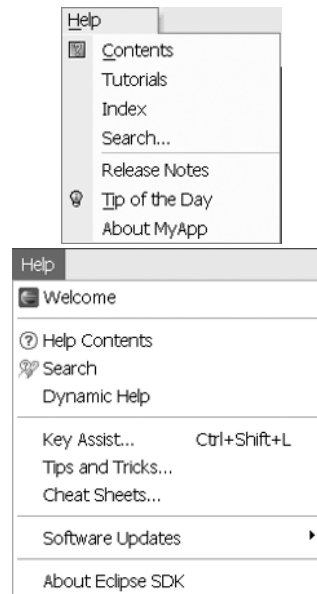 Help
Contents
Tutorials
Index
Search...
Release Notes
Tip of the Day
About MyApp
Help
Welcome
Help Contents
Search
Dynamic Help
Key Assist... Ctrl+Shift+L
Tips and Tricks...
Cheat Sheets...
Software Updates
About Eclipse SDK